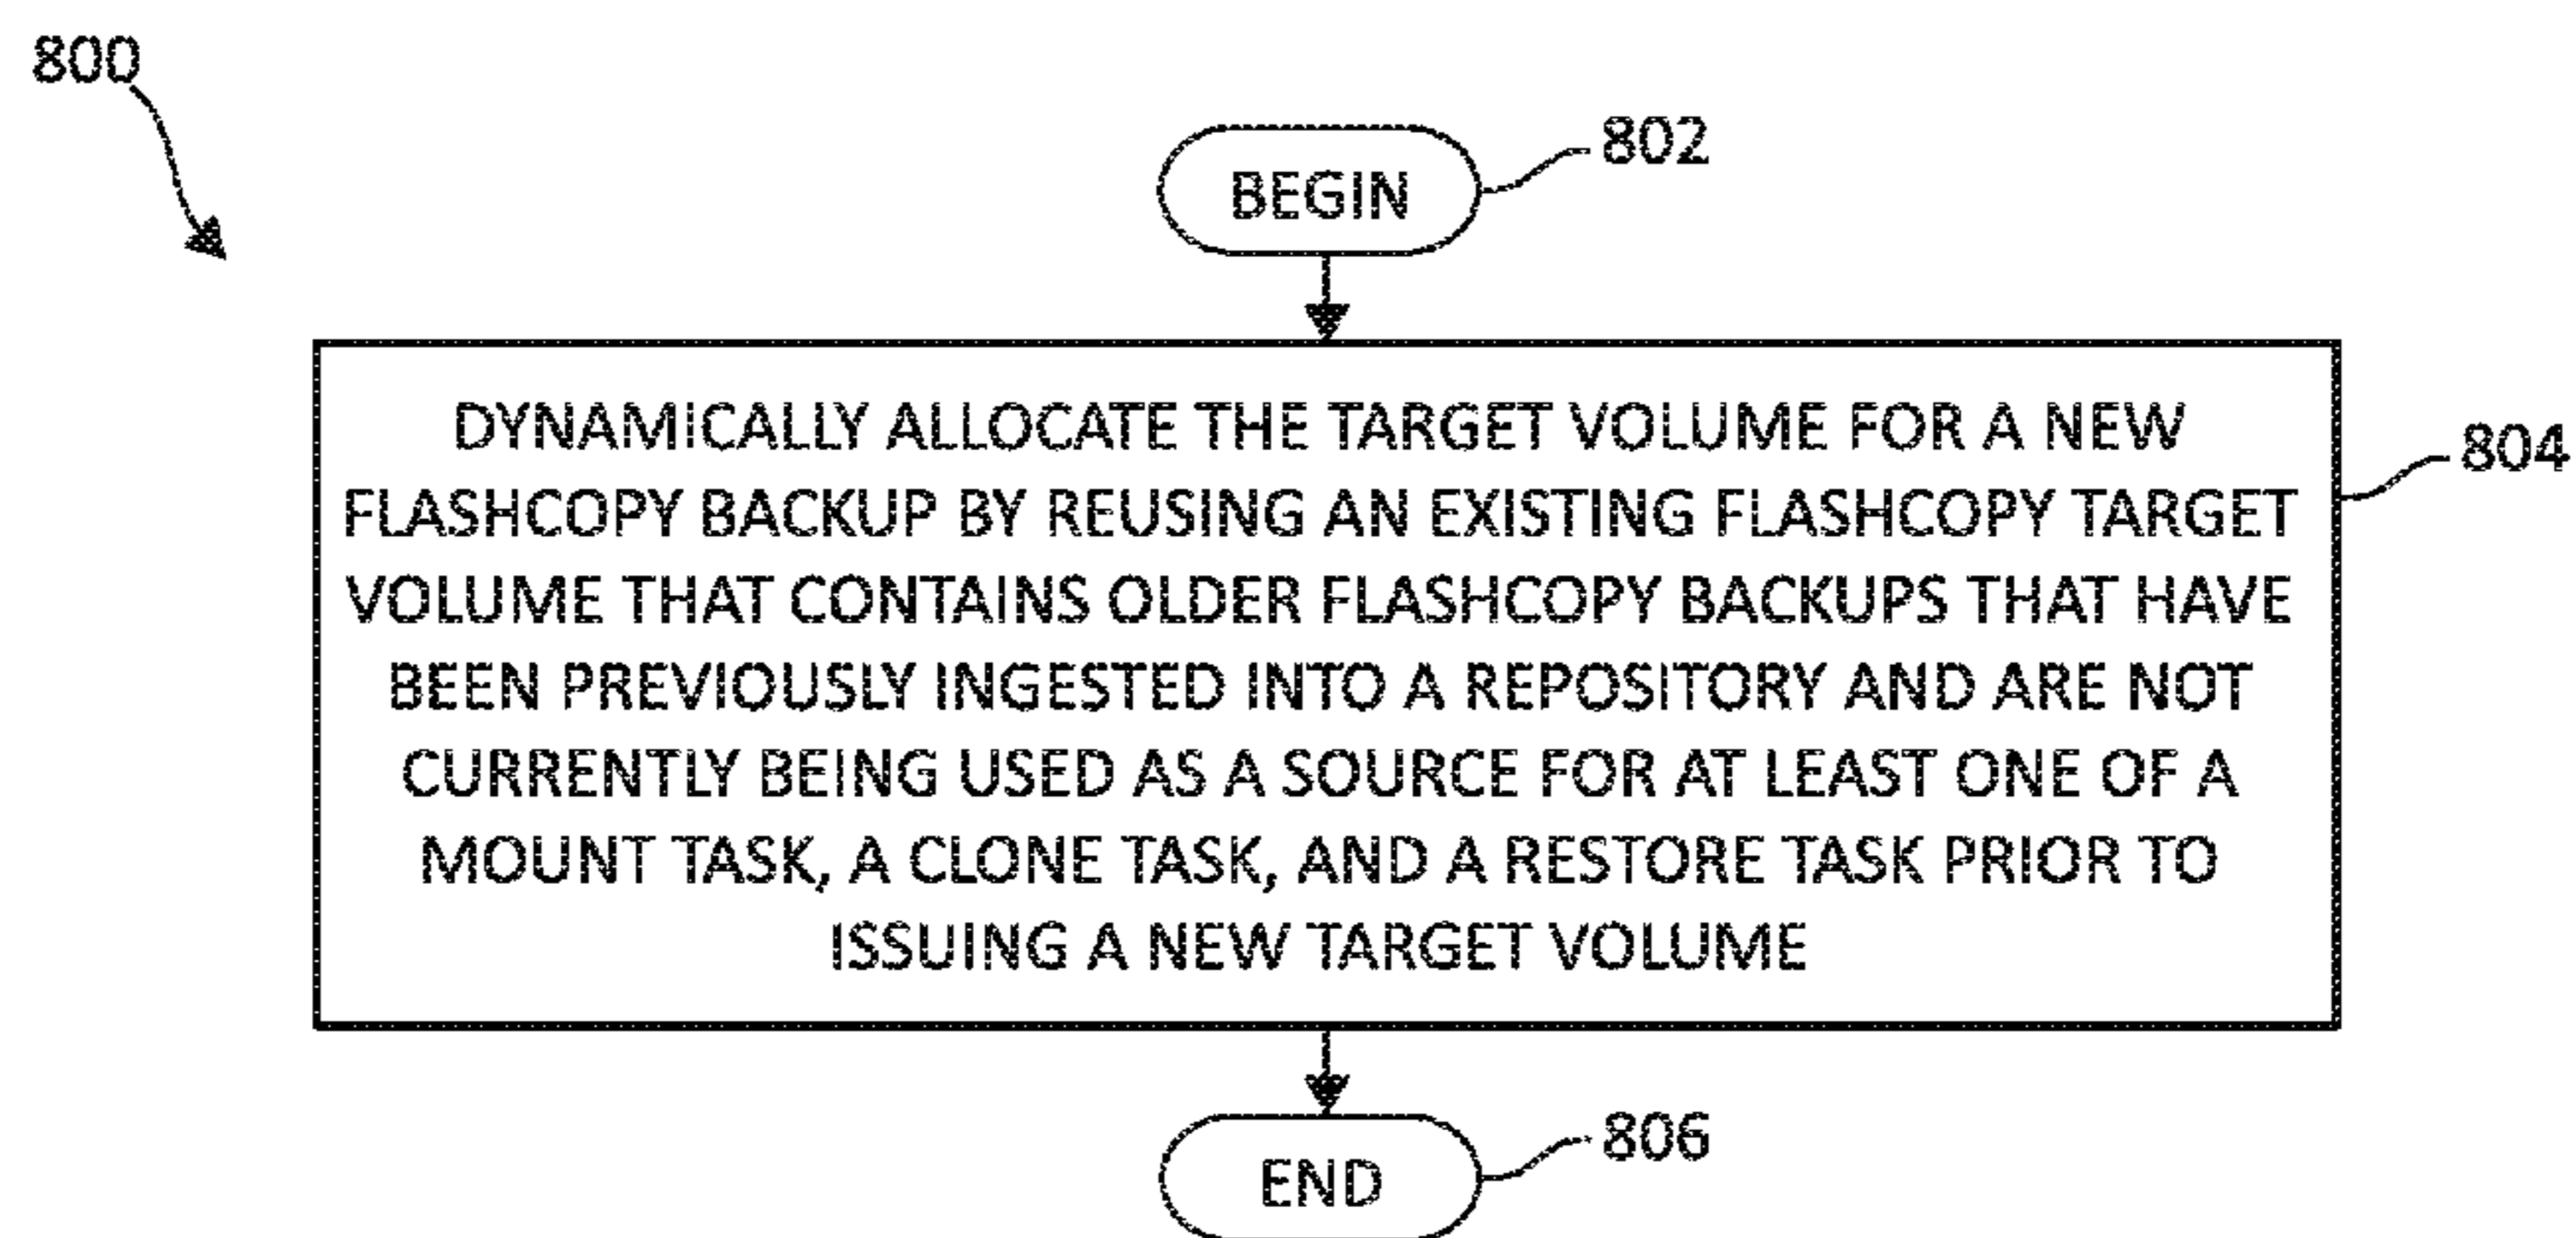 800
BEGIN
802
DYNAMICALLY ALLOCATE THE TARGET VOLUME FOR A NEW
FLASHCOPY BACKUP BY REUSING AN EXISTING FLASHCOPY TARGET
VOLUME THAT CONTAINS OLDER FLASHCOPY BACKUPS THAT HAVE
BEEN PREVIOUSLY INGESTED INTO A REPOSITORY AND ARE NOT
CURRENTLY BEING USED AS A SOURCE FOR AT LEAST ONE OF A
MOUNT TASK, A CLONE TASK, AND A RESTORE TASK PRIOR TO
ISSUING A NEW TARGET VOLUME
804
END
806